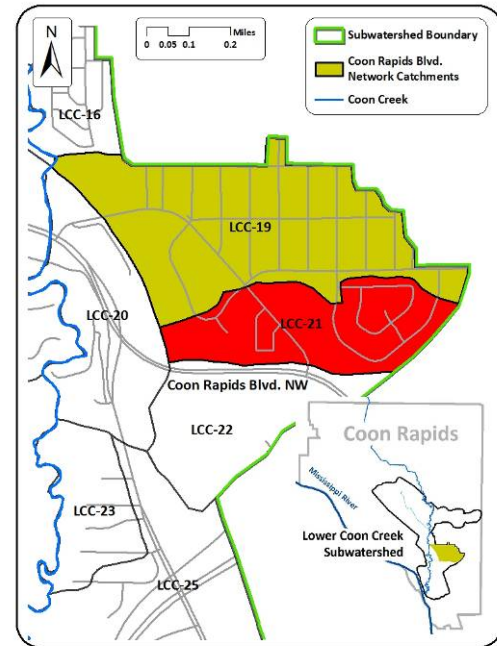 N
Miles
0 0.05 0.1 0.2
Subwatershed Boundary
Coon Rapids Blvd.
Network Catchments
Coon Creek
LCC-16
LCC-19
LCC-20
LCC-21
Coon Rapids Blvd. NW
LCC-22
LCC-23
LCC-25
Coon Rapids
Mississippi River
Lower Coon Creek
Subwatershed